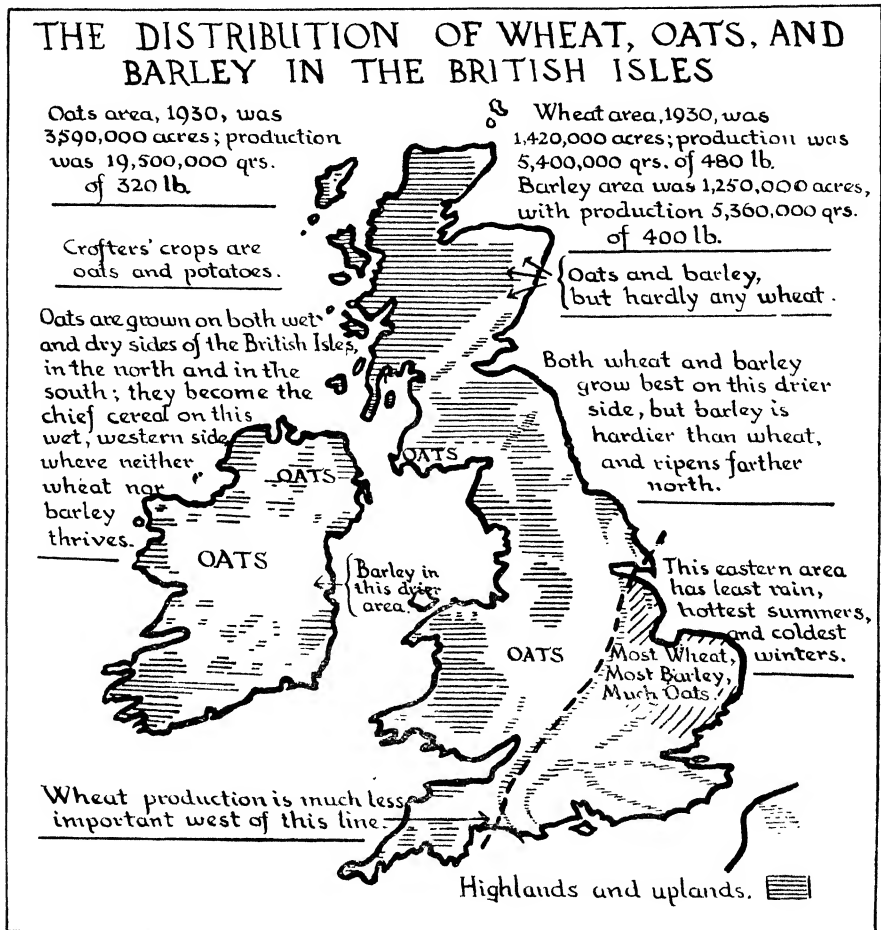 THE DISTRIBUTION OF WHEAT, OATS, AND
BARLEY IN THE BRITISH ISLES
Oats area, 1930, was
3,590,000 acres; production
was 19,500,000 qrs.
of 320 lb.
Wheat area, 1930, was
1,420,000 acres; production was
5,400,000 qrs. of 480 lb.
Barley area was 1,250,000 acres,
with production 5,360,000 qrs.
of 400 lb.
Crofters' crops are
oats and potatoes.
Oats and barley,
but hardly any wheat.
Oats are grown on both wet
and dry sides of the British Isles,
in the north and in the
south; they become the
chief cereal on this
wet, western side,
where neither
wheat nor
barley
thrives.
Both wheat and barley
grow best on this drier
side, but barley is
hardier than wheat,
and ripens farther
north.
OATS
OATS
OATS
Barley in
this drier
area.
This eastern area
has least rain,
hottest summers,
and coldest
winters.
OATS
Most Wheat,
Most Barley,
Much Oats.
Wheat production is much less
important west of this line.
Highlands and uplands.